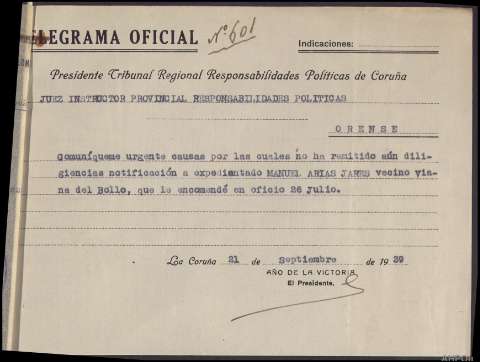 LEGRAMA OFICIAL Nº 601
Indicaciones:
Presidente Tribunal Regional Responsabilidades Políticas de Coruña
JUEZ INSTRUCTOR PROVINCIAL RESPONSABILIDADES POLITICAS
ORENSE
Comuníqueme urgente causas por las cuales no ha remitido aún dili-
giencias notificación a expedientado MANUEL ARIAS JARES vecino Via-
na del Bollo, que le encomendé en oficio 26 julio.
La Coruña 21 de Septiembre de 1939
AÑO DE LA VICTORIA
El Presidente,